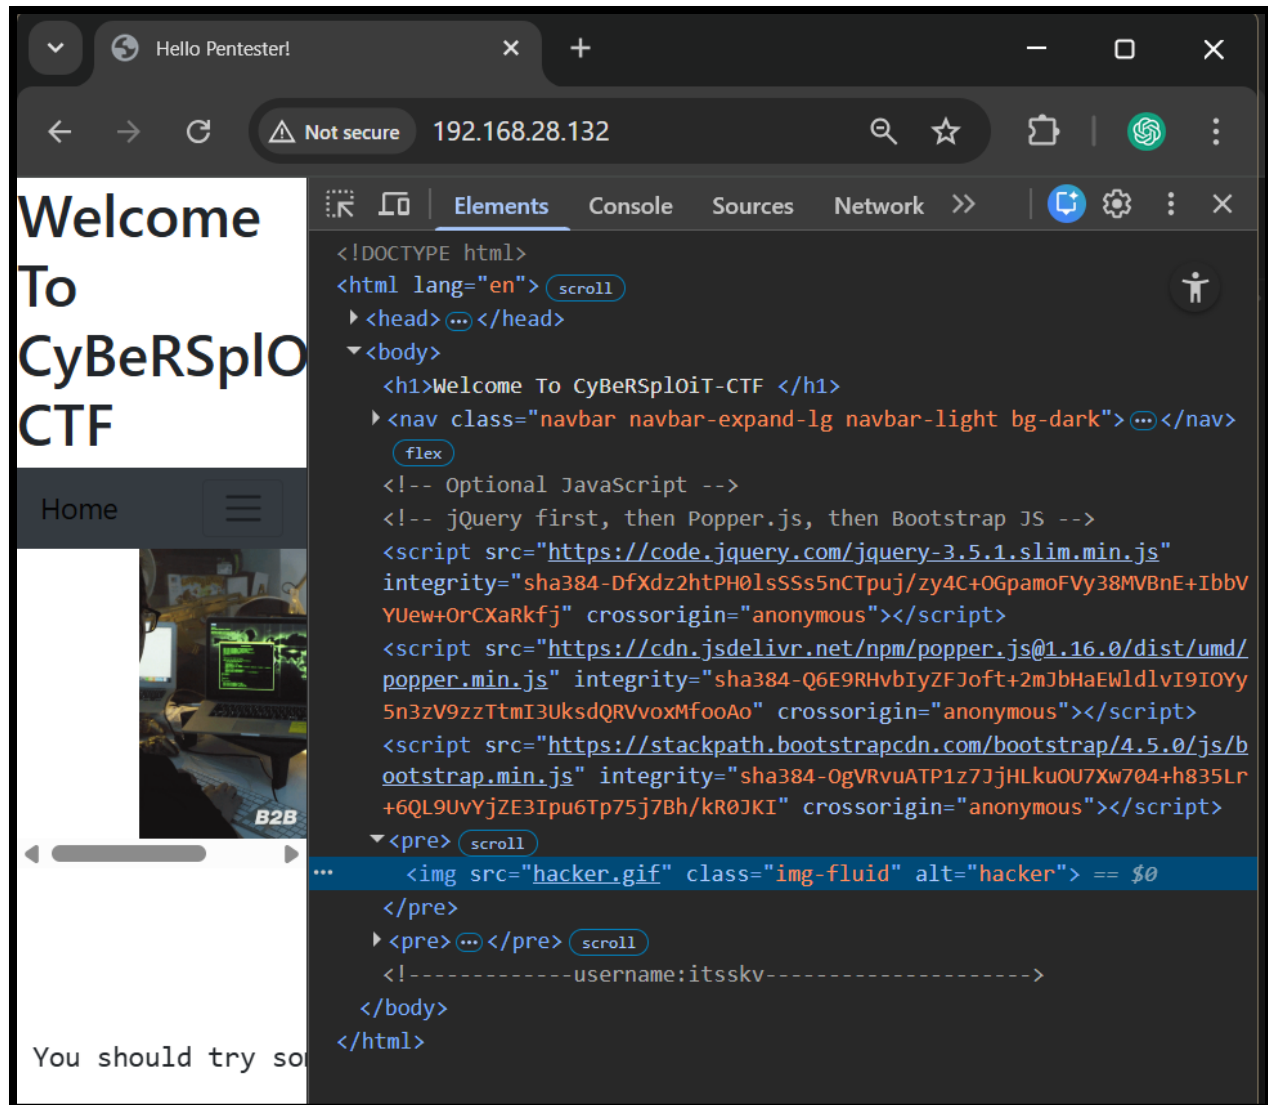 Hello Pentester!
Not secure
192.168.28.132
Welcome
To
CyBeRSplO
CTF
Home
B2B
You should try
Elements
Console
Sources
Network
<!DOCTYPE html>
<html lang="en">
scroll
<head>
</head>
<body>
<h1>Welcome To CyBeRSplOiT-CTF </h1>
<nav class="navbar navbar-expand-lg navbar-light bg-dark">
</nav>
flex
<!-- Optional JavaScript -->
<!-- jQuery first, then Popper.js, then Bootstrap JS -->
<script src="https://code.jquery.com/jquery-3.5.1.slim.min.js"
integrity="sha384-DfXdz2htPH0lsSSs5nCTpuj/zy4C+OGpamoFVy38MVBnE+IbbV
YUew+OrCXaRkfj" crossorigin="anonymous"></script>
<script src="https://cdn.jsdelivr.net/npm/popper.js@1.16.0/dist/umd/
popper.min.js" integrity="sha384-Q6E9RHvbIyZFJoft+2mJbHaEWldlvI9IOYy
5n3zV9zzTtmI3UksdQRVvoxMfooAo" crossorigin="anonymous"></script>
<script src="https://stackpath.bootstrapcdn.com/bootstrap/4.5.0/js/b
ootstrap.min.js" integrity="sha384-OgVRvuATP1z7JjHLkuOU7Xw704+h835Lr
+6QL9UvYjZE3Ipu6Tp75j7Bh/kR0JKI" crossorigin="anonymous"></script>
<pre>
scroll
<img src="hacker.gif" class="img-fluid" alt="hacker"> == $0
</pre>
<pre>
</pre>
scroll
<!-------------username:itsskv--------------------->
</body>
</html>